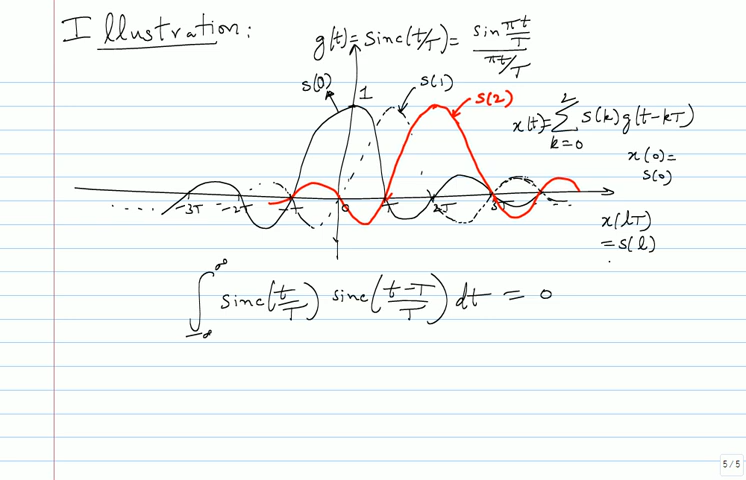 Illustration:
g(t) = sinc(t/T) = sin πt/T / πt/T
s(0) 1 s(1) s(2)
x(t) = ∑_{k=0}^{2} s(k) g(t-kT)
x(0) = s(0)
-3T -2T -T 0 T 2T 3T
x(lT) = s(l)
∫_{-∞}^{∞} sinc(t/T) sinc((t-T)/T) dt = 0
5/5